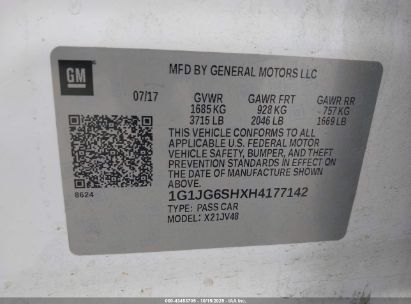 GM
MFD BY GENERAL MOTORS LLC
07/17 GVWR GAWR FRT GAWR RR
1685 KG 928 KG 757 KG
3715 LB 2046 LB 1669 LB
THIS VEHICLE CONFORMS TO ALL
APPLICABLE U.S. FEDERAL MOTOR
VEHICLE SAFETY, BUMPER, AND THEFT
PREVENTION STANDARDS IN EFFECT ON THE
DATE OF MANUFACTURE SHOWN ABOVE.
8624
1G1JG6SHXH4177142
TYPE: PASS CAR
MODEL: X21JV48